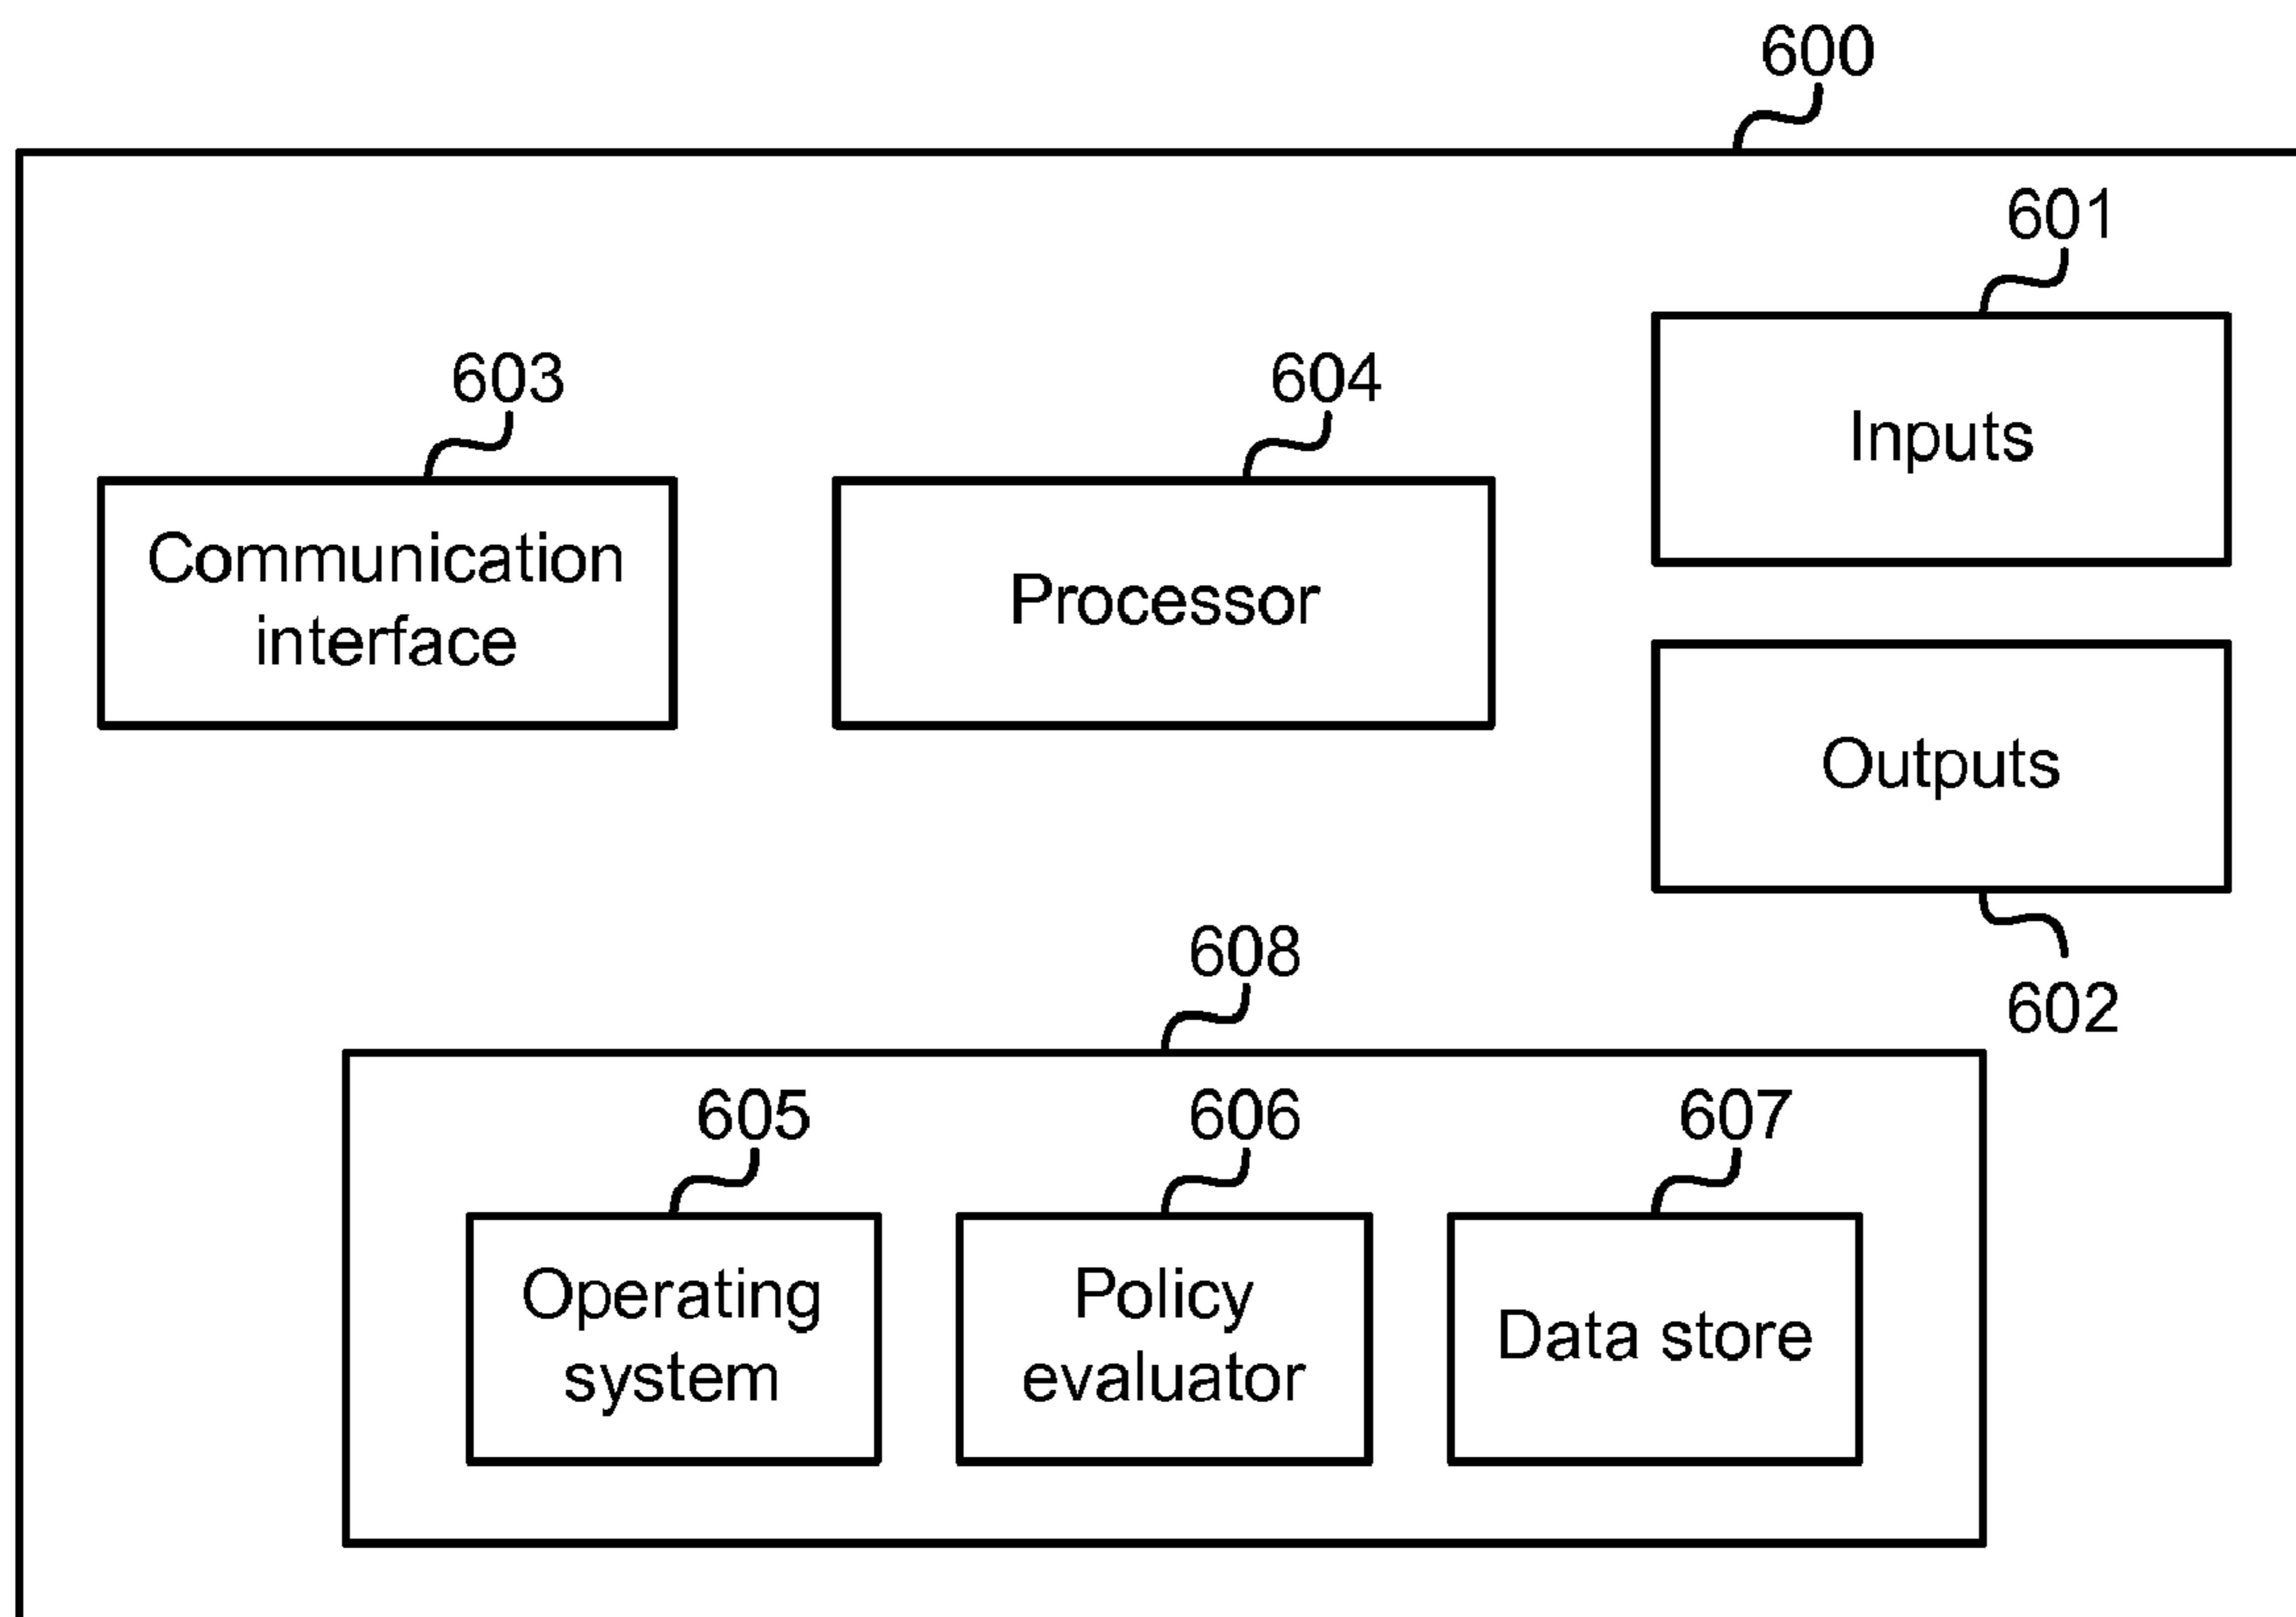 600
601
Inputs
603
Communication
interface
604
Processor
Outputs
602
608
605
Operating
system
606
Policy
evaluator
607
Data store